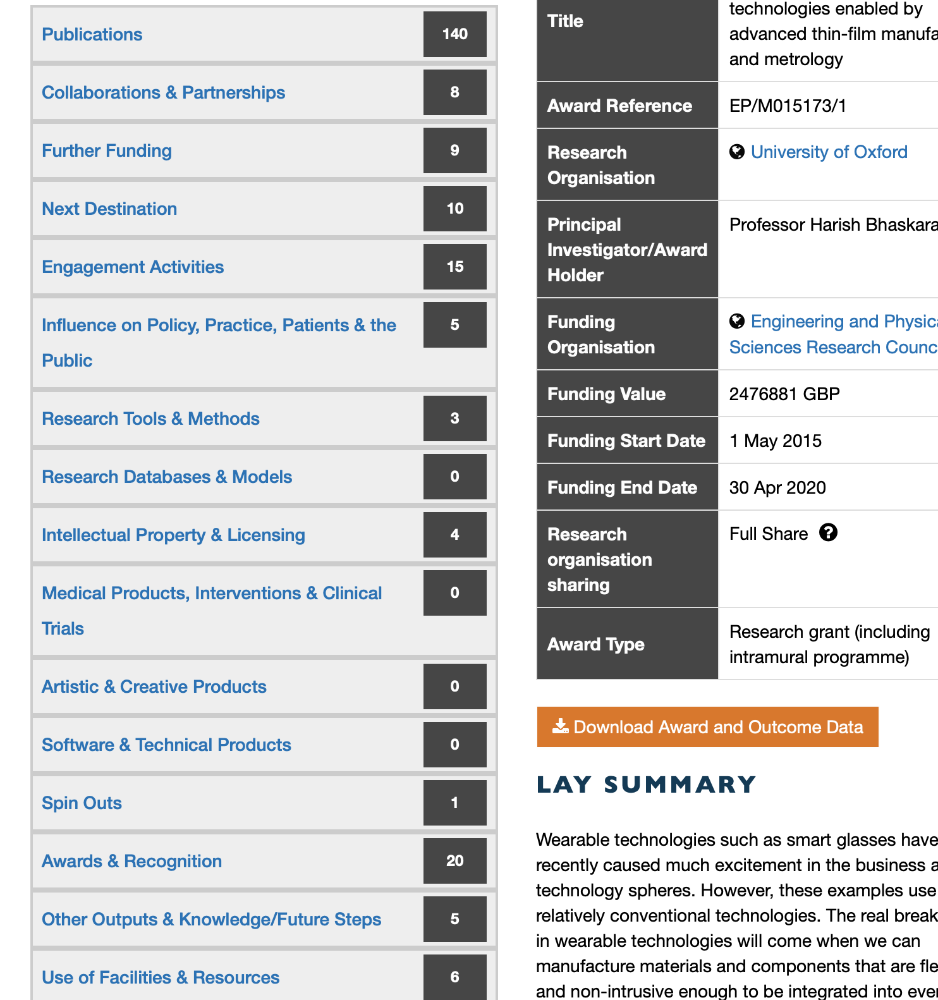 Publications 140
Collaborations & Partnerships 8
Further Funding 9
Next Destination 10
Engagement Activities 15
Influence on Policy, Practice, Patients & the 5
Public
Research Tools & Methods 3
Research Databases & Models 0
Intellectual Property & Licensing 4
Medical Products, Interventions & Clinical 0
Trials
Artistic & Creative Products 0
Software & Technical Products 0
Spin Outs 1
Awards & Recognition 20
Other Outputs & Knowledge/Future Steps 5
Use of Facilities & Resources 6
technologies enabled by
Title
advanced thin-film manufa
and metrology
Award Reference EP/M015173/1
Research University of Oxford
Organisation
Principal Professor Harish Bhaskara
Investigator/Award
Holder
Funding Engineering and Physic
Organisation Sciences Research Counc
Funding Value 2476881 GBP
Funding Start Date 1 May 2015
Funding End Date 30 Apr 2020
Research Full Share ?
organisation
sharing
Research grant (including
Award Type
intramural programme)
Download Award and Outcome Data
LAY SUMMARY
Wearable technologies such as smart glasses have
recently caused much excitement in the business a
technology spheres. However, these examples use
relatively conventional technologies. The real break
in wearable technologies will come when we can
manufacture materials and components that are fle
and non-intrusive enough to be integrated into ever